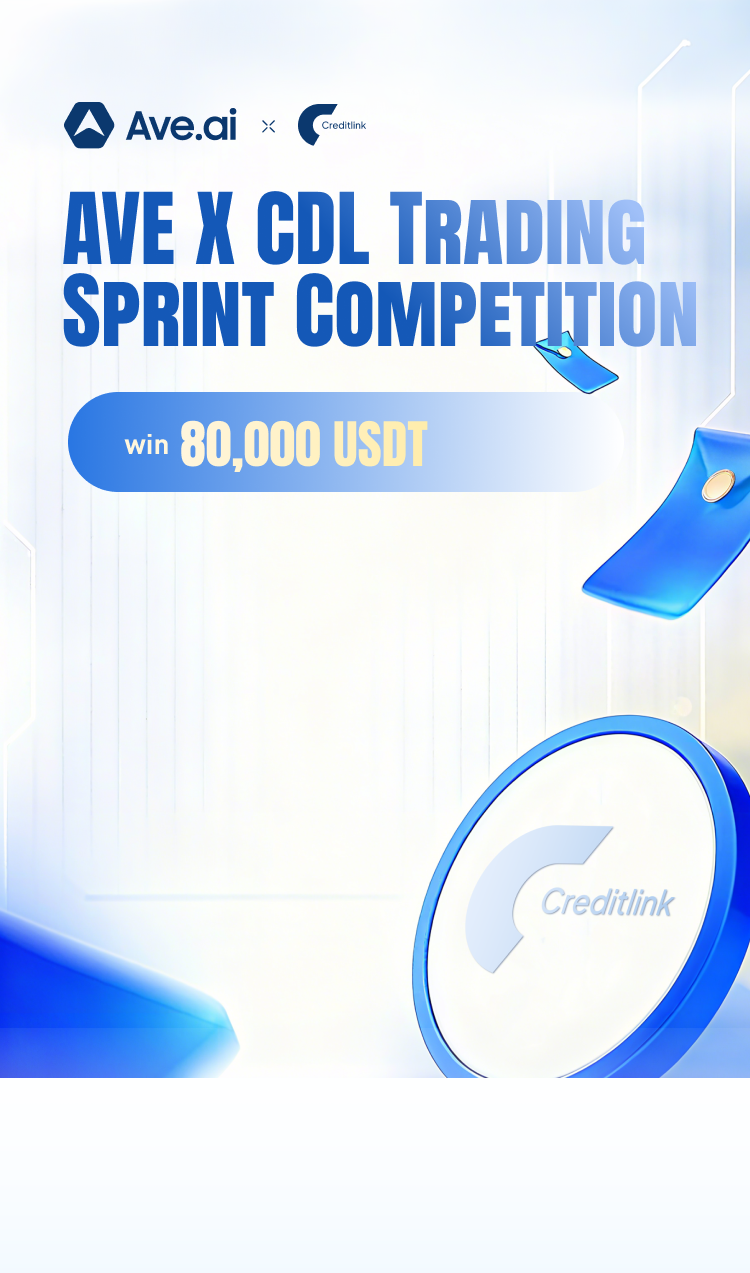 Ave.ai Creditlink
AVE X CDL TRADING
SPRINT COMPETITION
win 80,000 USDT
Creditlink